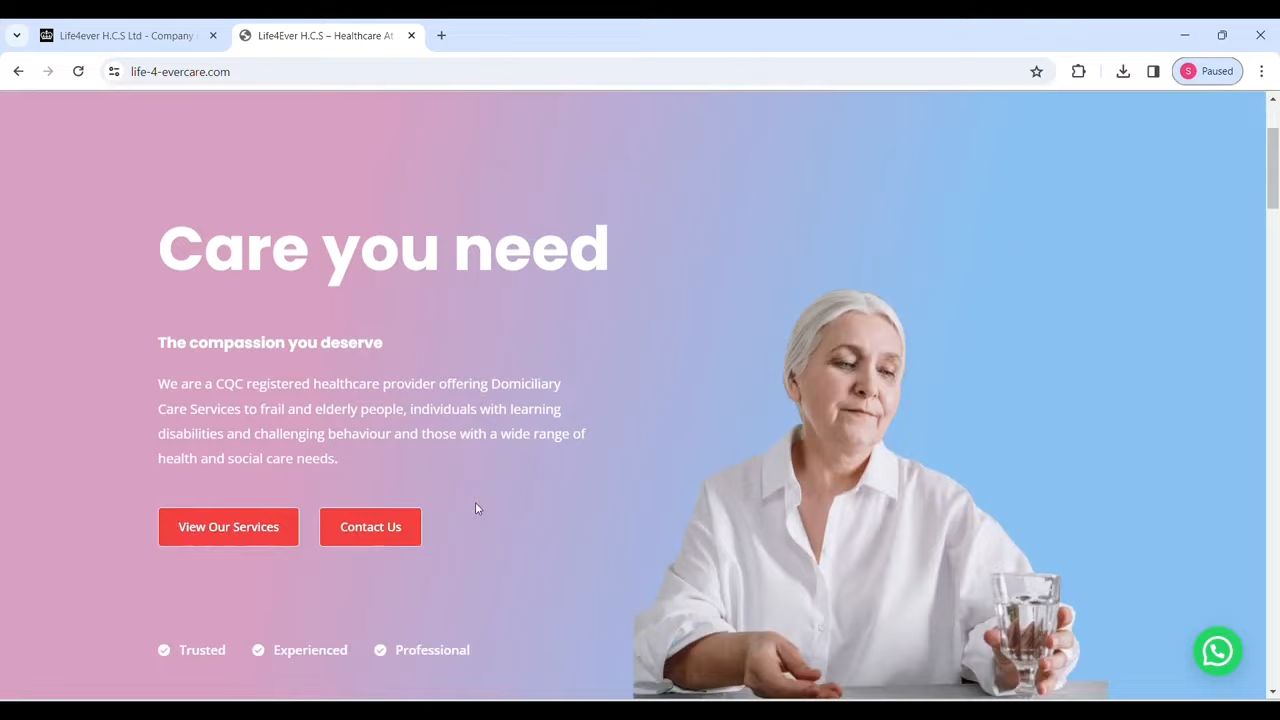 Life4ever H.C.S Ltd - Company
Life4Ever H.C.S – Healthcare At
life-4-evercare.com
S Paused
Care you need
The compassion you deserve
We are a CQC registered healthcare provider offering Domiciliary
Care Services to frail and elderly people, individuals with learning
disabilities and challenging behaviour and those with a wide range of
health and social care needs.
View Our Services Contact Us
Trusted Experienced Professional